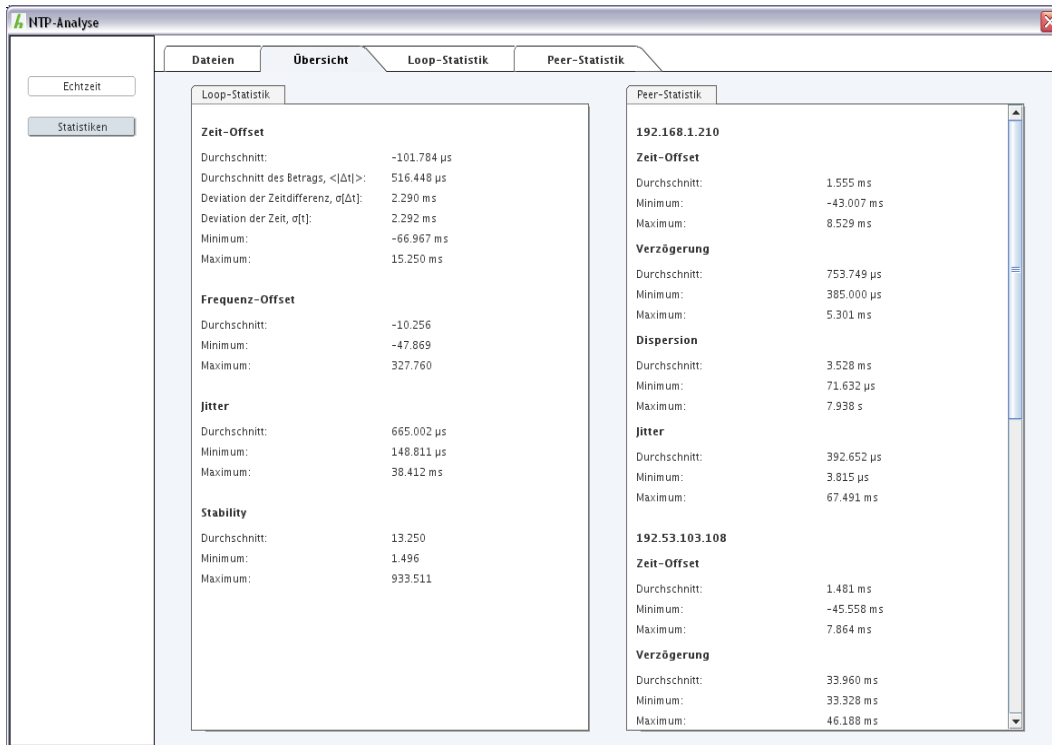 NTP-Analyse
Echtzeit
Statistiken
Dateien Übersicht Loop-Statistik Peer-Statistik
Loop-Statistik
Zeit-Offset
Durchschnitt: -101.784 µs
Durchschnitt des Betrags, <|Δt|>: 516.448 µs
Deviation der Zeitdifferenz, σ[Δt]: 2.290 ms
Deviation der Zeit, σ[t]: 2.292 ms
Minimum: -66.967 ms
Maximum: 15.250 ms
Frequenz-Offset
Durchschnitt: -10.256
Minimum: -47.869
Maximum: 327.760
Jitter
Durchschnitt: 665.002 µs
Minimum: 148.811 µs
Maximum: 38.412 ms
Stability
Durchschnitt: 13.250
Minimum: 1.496
Maximum: 933.511
Peer-Statistik
192.168.1.210
Zeit-Offset
Durchschnitt: 1.555 ms
Minimum: -43.007 ms
Maximum: 8.529 ms
Verzögerung
Durchschnitt: 753.749 µs
Minimum: 385.000 µs
Maximum: 5.301 ms
Dispersion
Durchschnitt: 3.528 ms
Minimum: 71.632 µs
Maximum: 7.938 s
Jitter
Durchschnitt: 392.652 µs
Minimum: 3.815 µs
Maximum: 67.491 ms
192.53.103.108
Zeit-Offset
Durchschnitt: 1.481 ms
Minimum: -45.558 ms
Maximum: 7.864 ms
Verzögerung
Durchschnitt: 33.960 ms
Minimum: 33.328 ms
Maximum: 46.188 ms